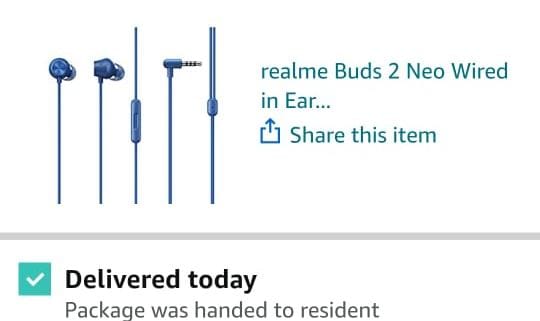 realme Buds 2 Neo Wired
in Ear...
Share this item
Delivered today
Package was handed to resident